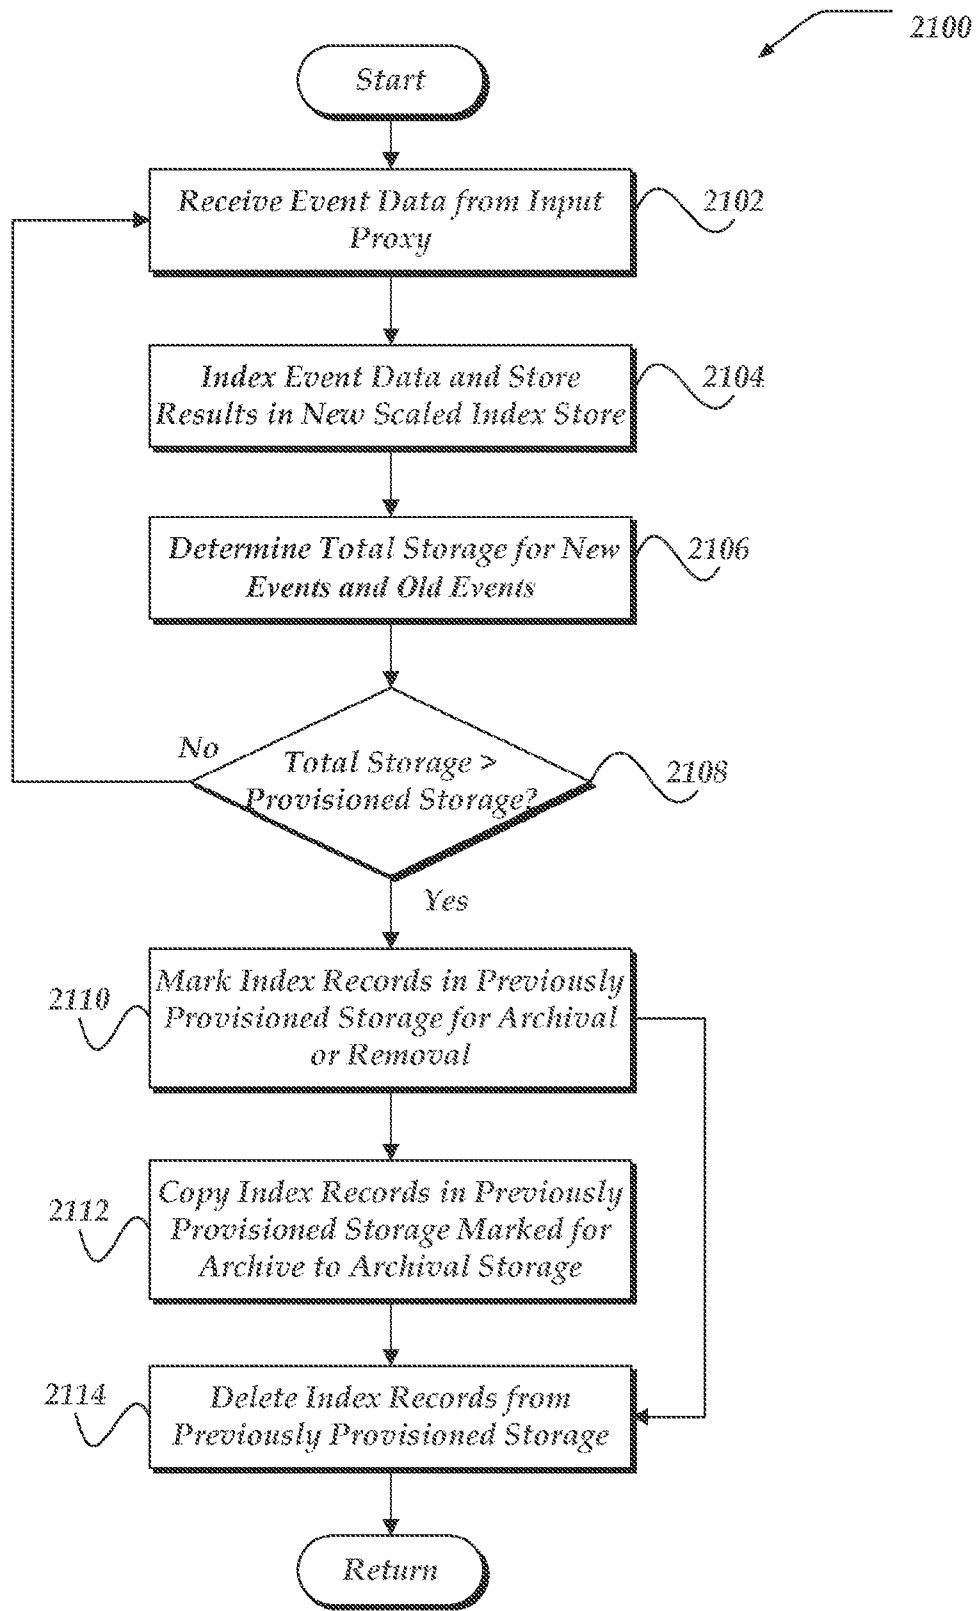 2100
Start
Receive Event Data from Input
Proxy
2102
Index Event Data and Store
Results in New Scaled Index Store
2104
Determine Total Storage for New
Events and Old Events
2106
No
Total Storage >
Provisioned Storage?
2108
Yes
Mark Index Records in Previously
Provisioned Storage for Archival
or Removal
2110
Copy Index Records in Previously
Provisioned Storage Marked for
Archive to Archival Storage
2112
Delete Index Records from
Previously Provisioned Storage
2114
Return